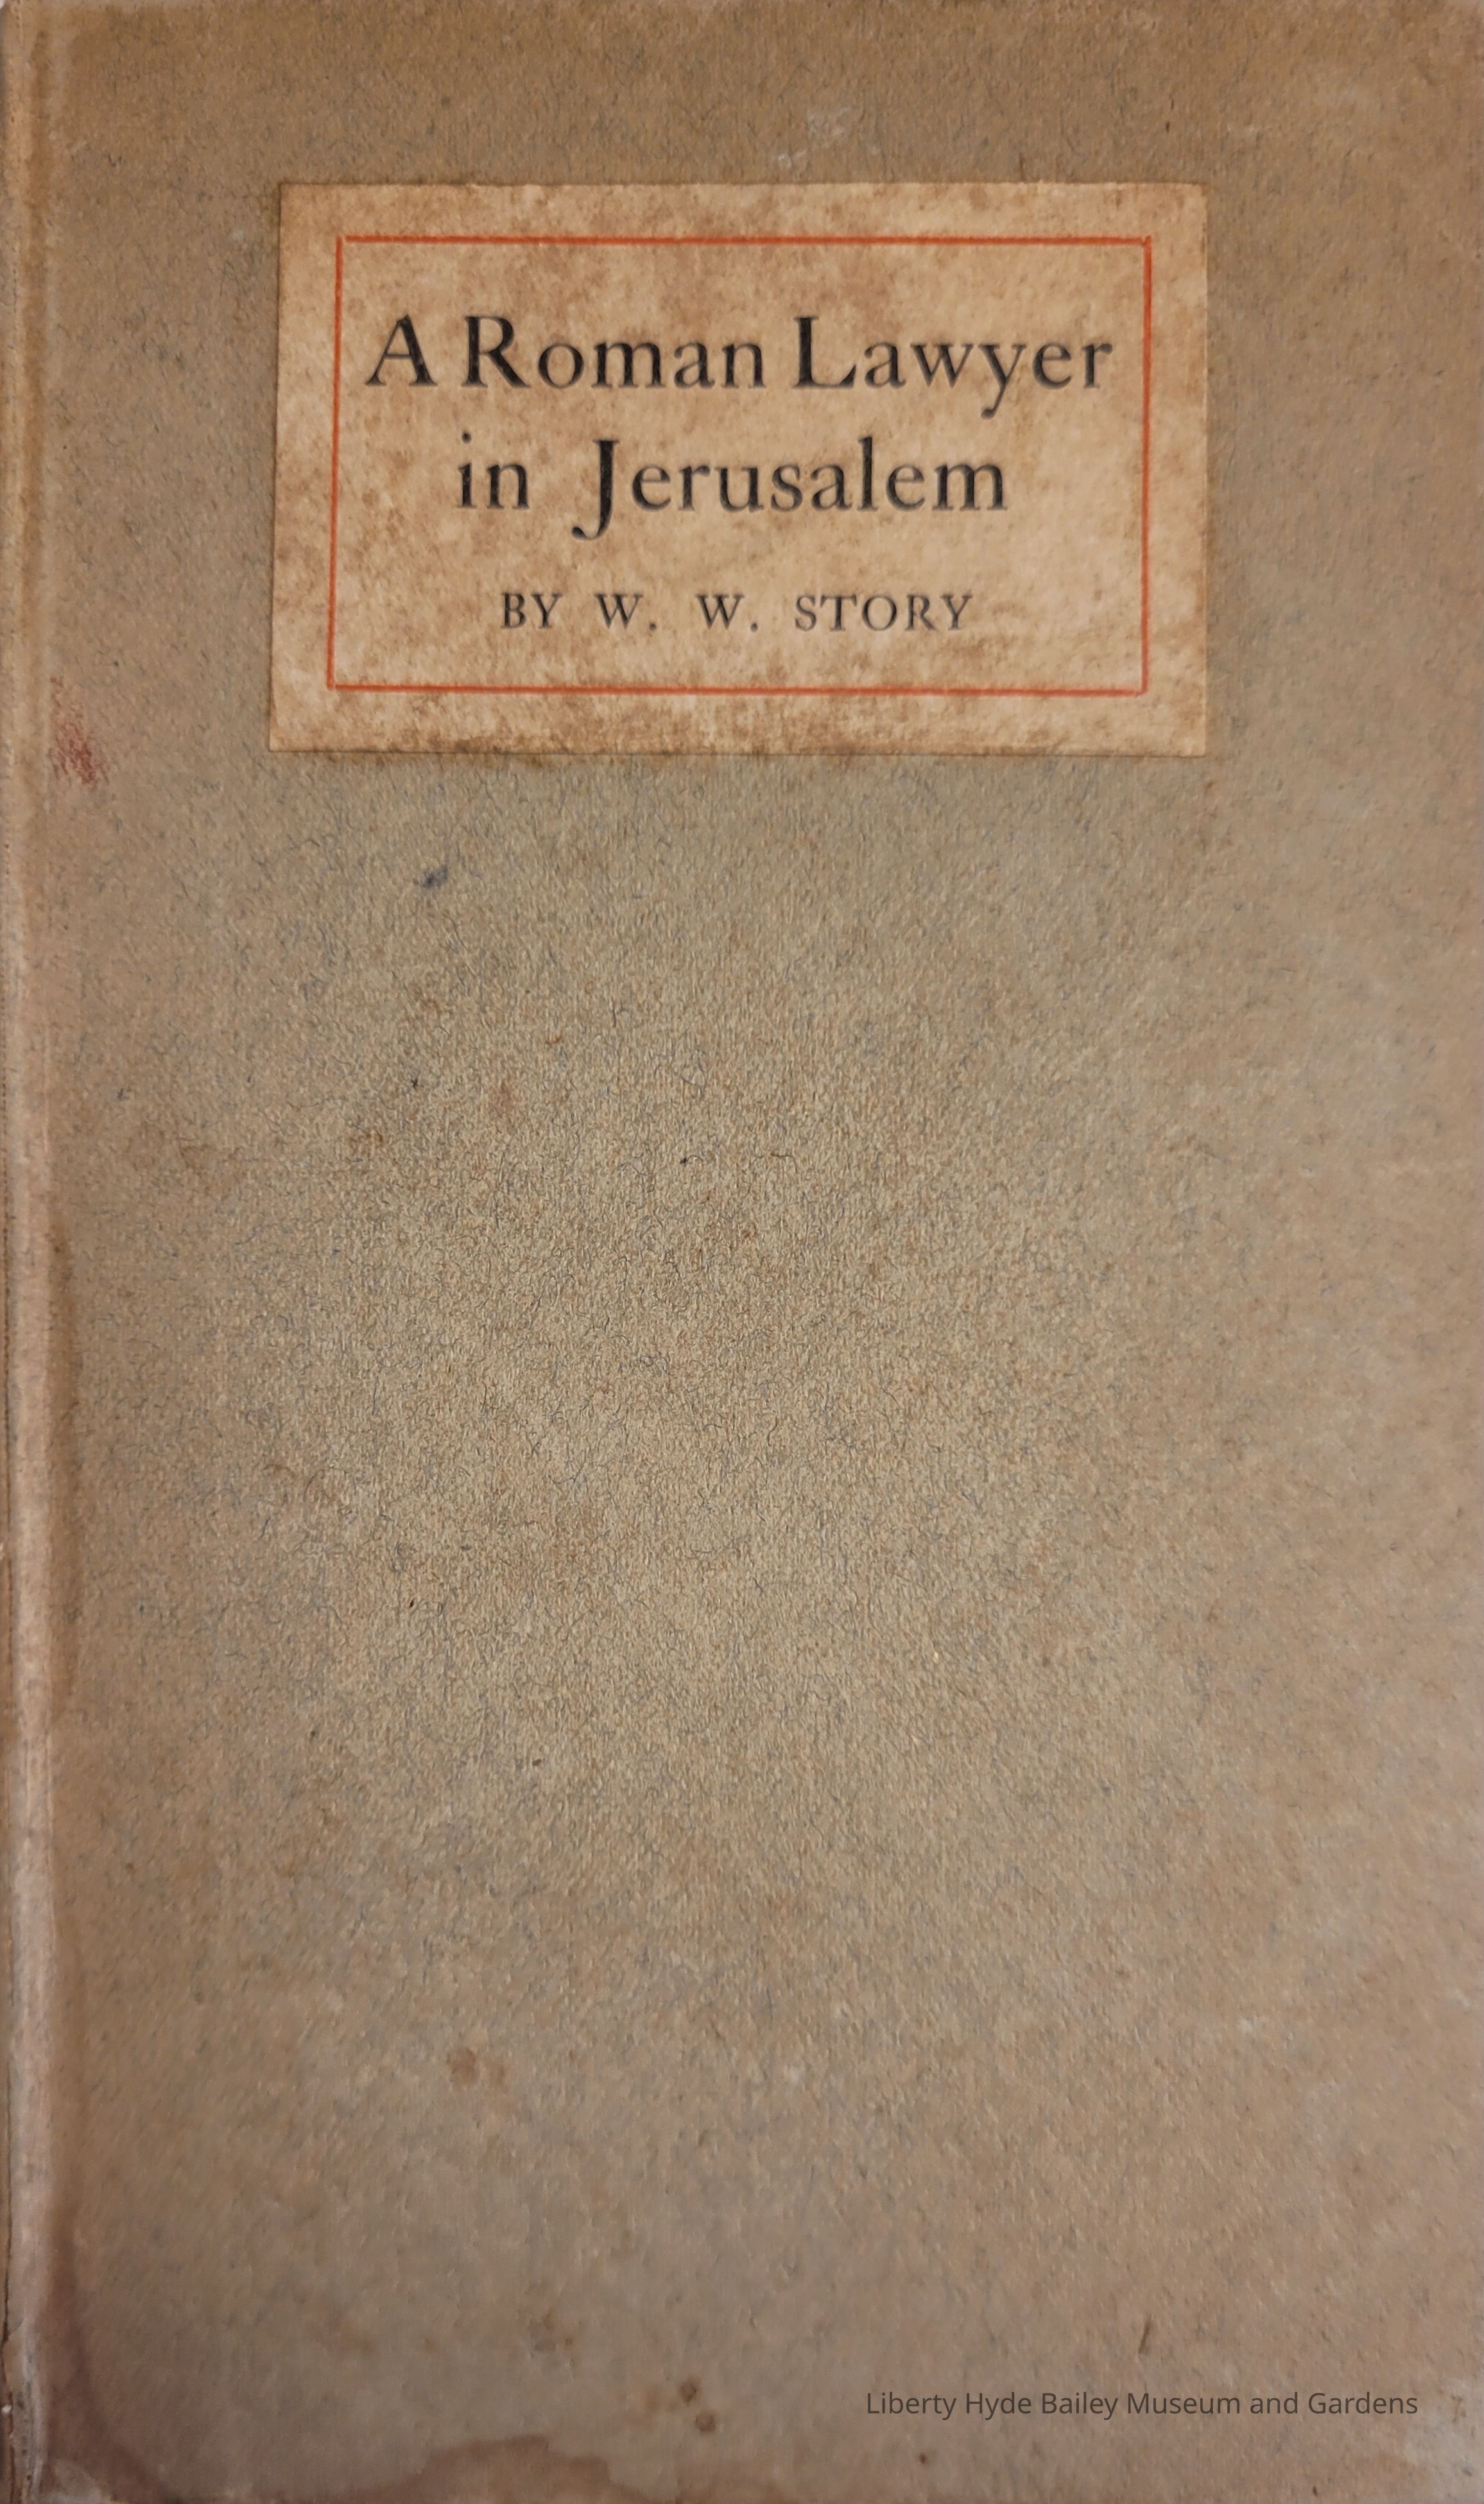 A Roman Lawyer
in Jerusalem
BY W. W. STORY
Liberty Hyde Bailey Museum and Gardens